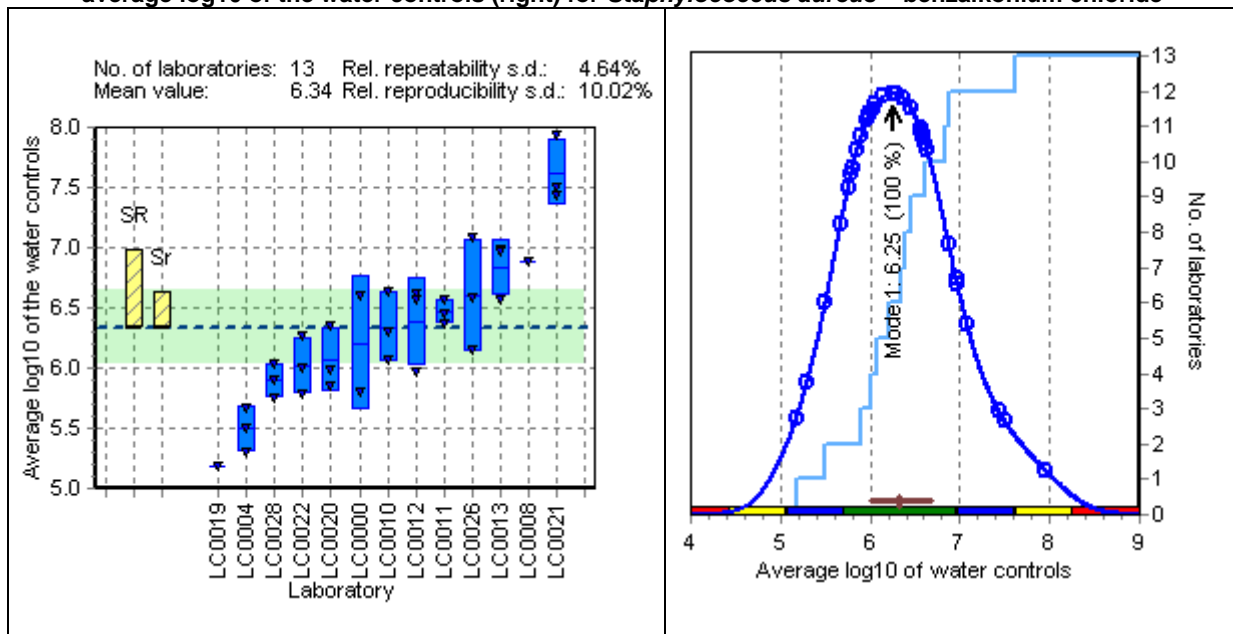 average log10 of the water controls (right) for Staphylococcus aureus – benzalkonium chloride
No. of laboratories: 13 Rel. repeatability s.d.: 4.64%
Mean value: 6.34 Rel. reproducibility s.d.: 10.02%
Average log10 of the water controls
8.0
7.5
7.0
6.5
6.0
5.5
5.0
SR
Sr
LC0019
LC0004
LC0028
LC0022
LC0020
LC0000
LC0010
LC0012
LC0011
LC0026
LC0013
LC0008
LC0021
Laboratory
Mode 1: 6.25 (100 %)
13
12
11
10
9
8
7
6
5
4
3
2
1
0
No. of laboratories
4 5 6 7 8 9
Average log10 of water controls